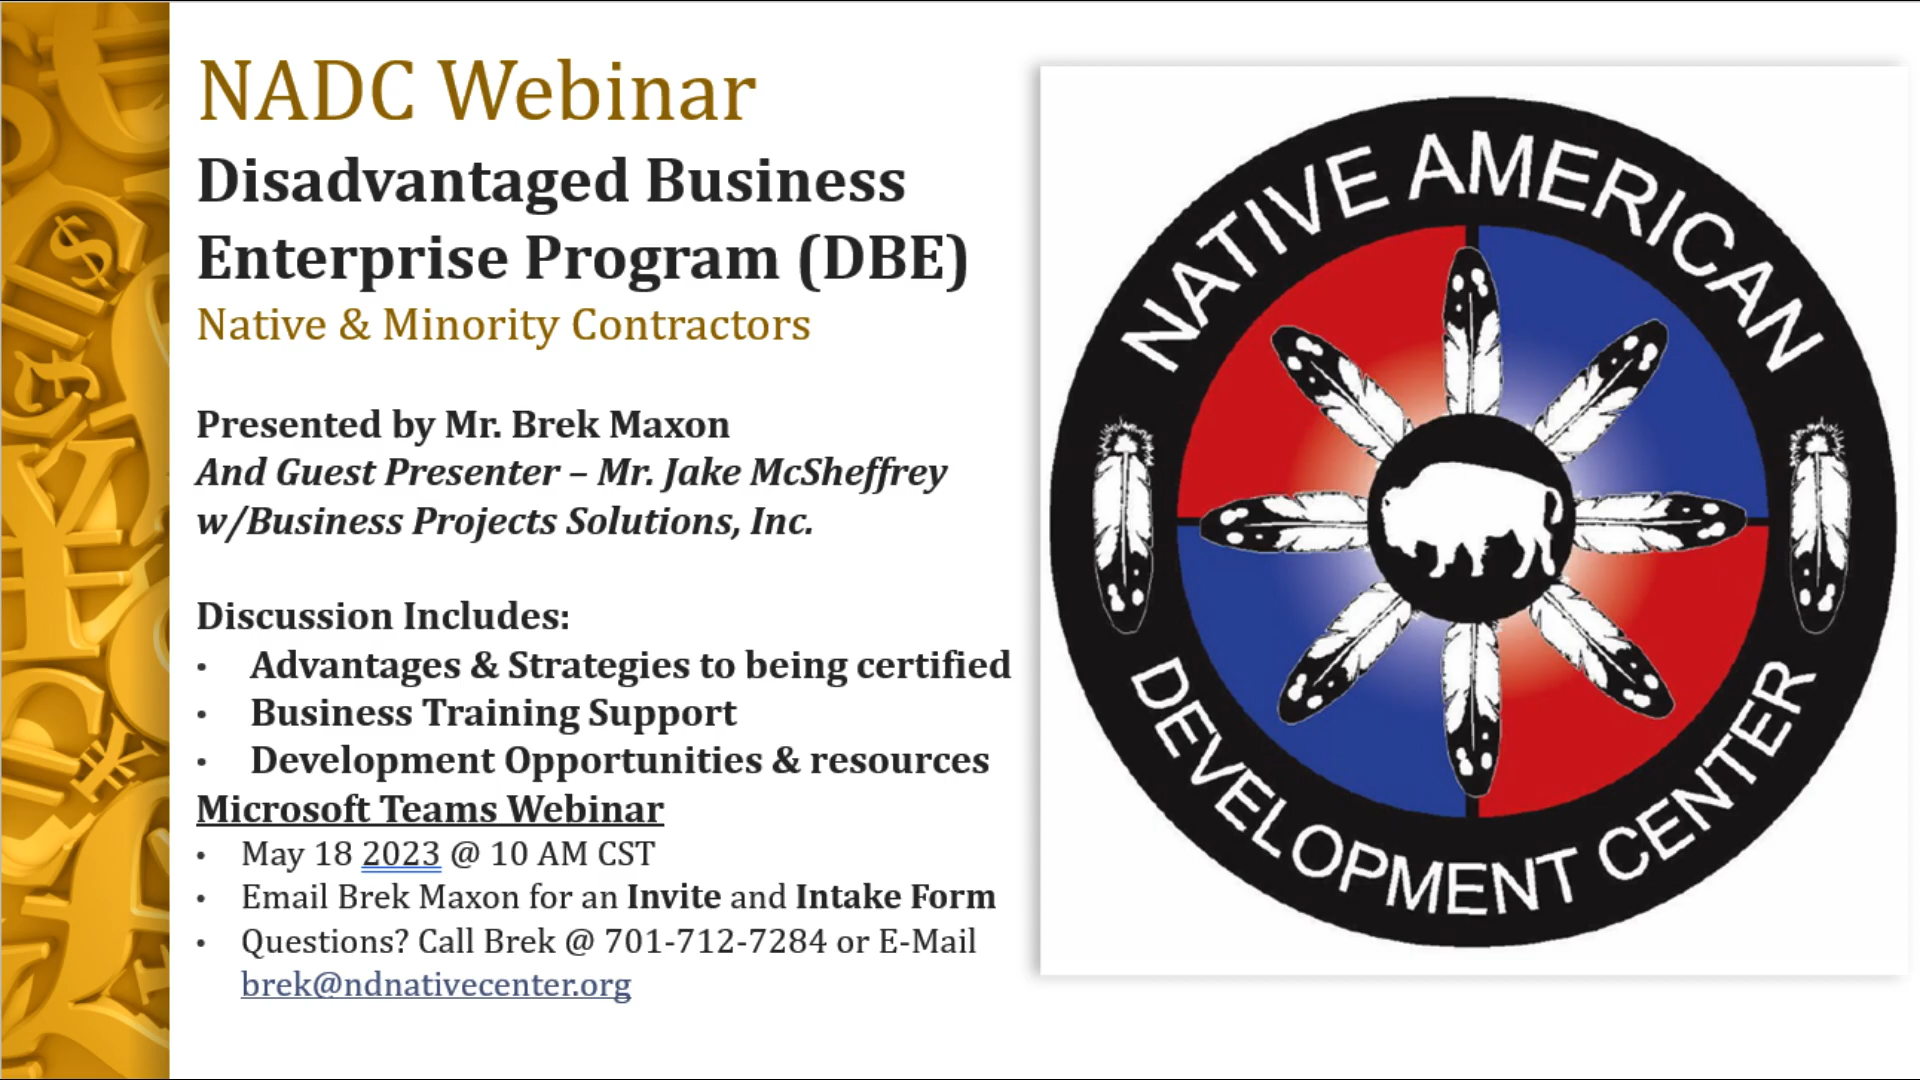 NADC Webinar
Disadvantaged Business
Enterprise Program (DBE)
Native & Minority Contractors
Presented by Mr. Brek Maxon
And Guest Presenter – Mr. Jake McSheffrey
w/Business Projects Solutions, Inc.
Discussion Includes:
• Advantages & Strategies to being certified
• Business Training Support
• Development Opportunities & resources
Microsoft Teams Webinar
• May 18 2023 @ 10 AM CST
• Email Brek Maxon for an Invite and Intake Form
• Questions? Call Brek @ 701-712-7284 or E-Mail
brek@ndnativecenter.org
NATIVE AMERICAN
DEVELOPMENT CENTER